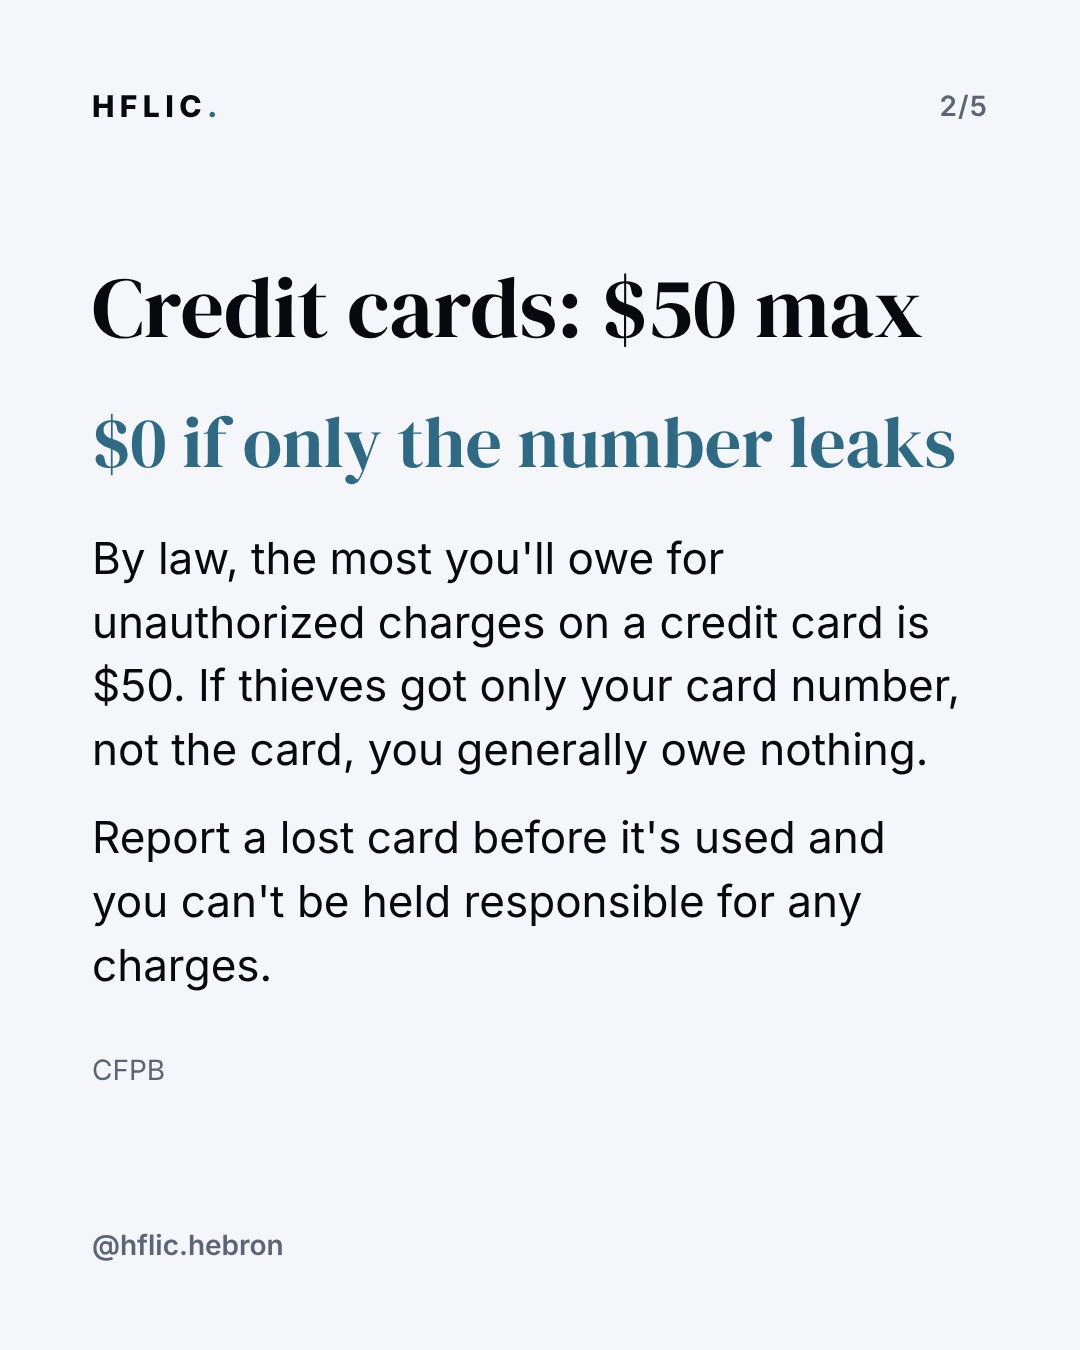 HFLIC.
2/5
Credit cards: $50 max
$0 if only the number leaks
By law, the most you'll owe for
unauthorized charges on a credit card is
$50. If thieves got only your card number,
not the card, you generally owe nothing.
Report a lost card before it's used and
you can't be held responsible for any
charges.
CFPB
@hflic.hebron